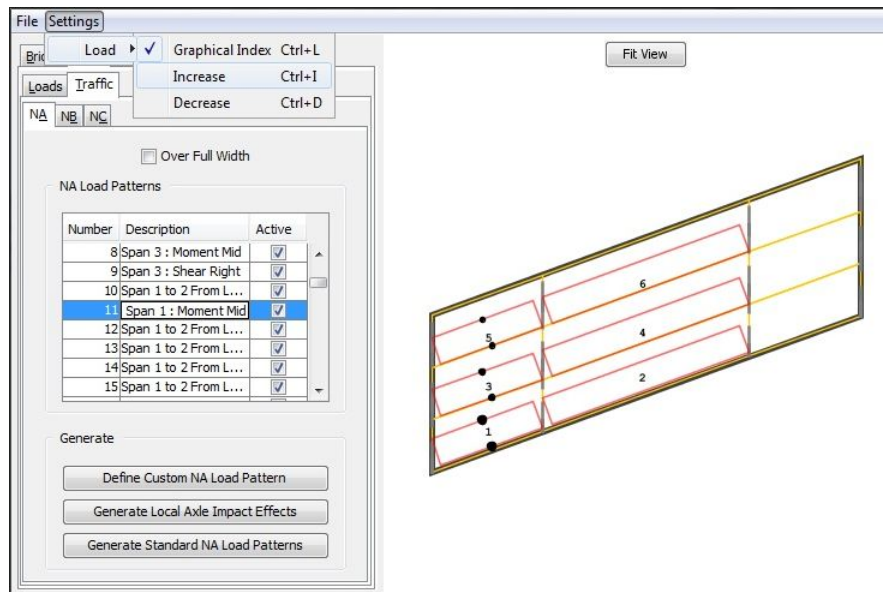 File Settings
Load Graphical Index Ctrl+L
Increase Ctrl+I
Decrease Ctrl+D
Fit View
Loads Traffic
NA NB NC
Over Full Width
NA Load Patterns
Number Description Active
8 Span 3 : Moment Mid
9 Span 3 : Shear Right
10 Span 1 to 2 From L...
11 Span 1 : Moment Mid
12 Span 1 to 2 From L...
13 Span 1 to 2 From L...
14 Span 1 to 2 From L...
15 Span 1 to 2 From L...
Generate
Define Custom NA Load Pattern
Generate Local Axle Impact Effects
Generate Standard NA Load Patterns
6
5
4
3
2
1